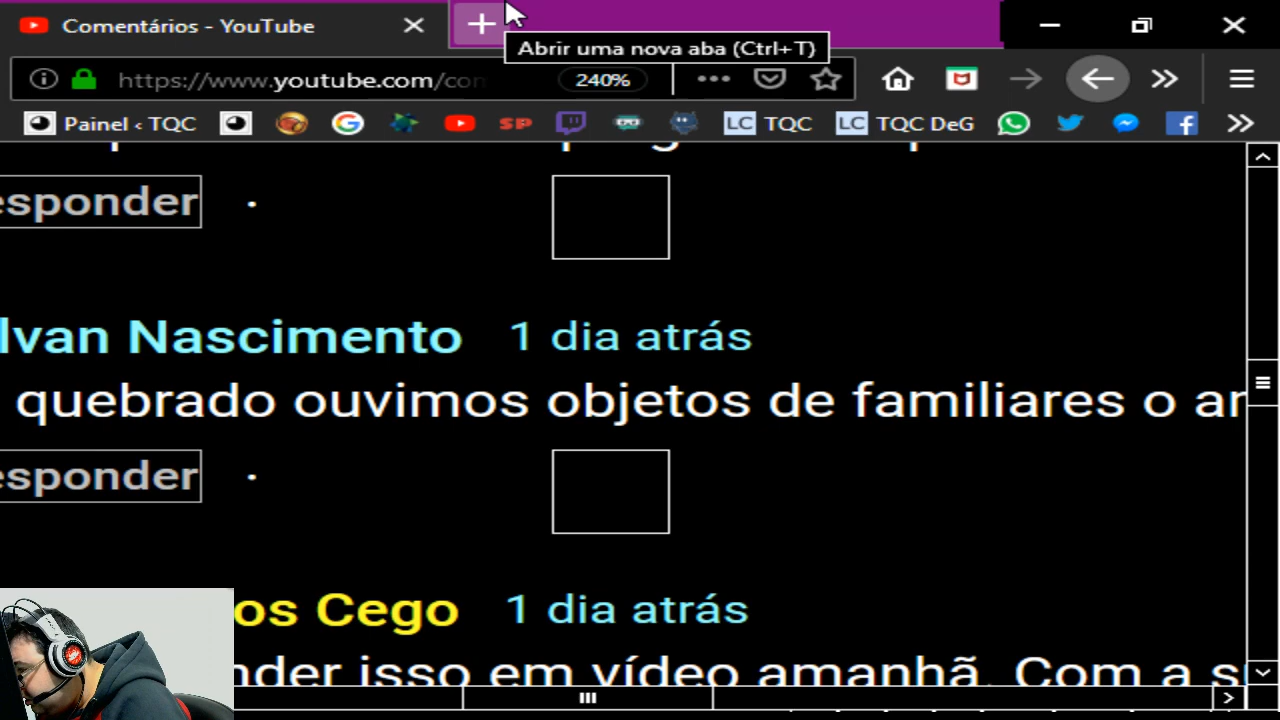 Comentários - YouTube
Abrir uma nova aba (Ctrl+T)
https://www.youtube.com/con
240%
Painel ‹ TQC
SP
LC TQC
LC TQC DeG
esponder
lvan Nascimento 1 dia atrás
quebrado ouvimos objetos de familiares o ar
esponder
os Cego 1 dia atrás
nder isso em vídeo amanhã. Com a s